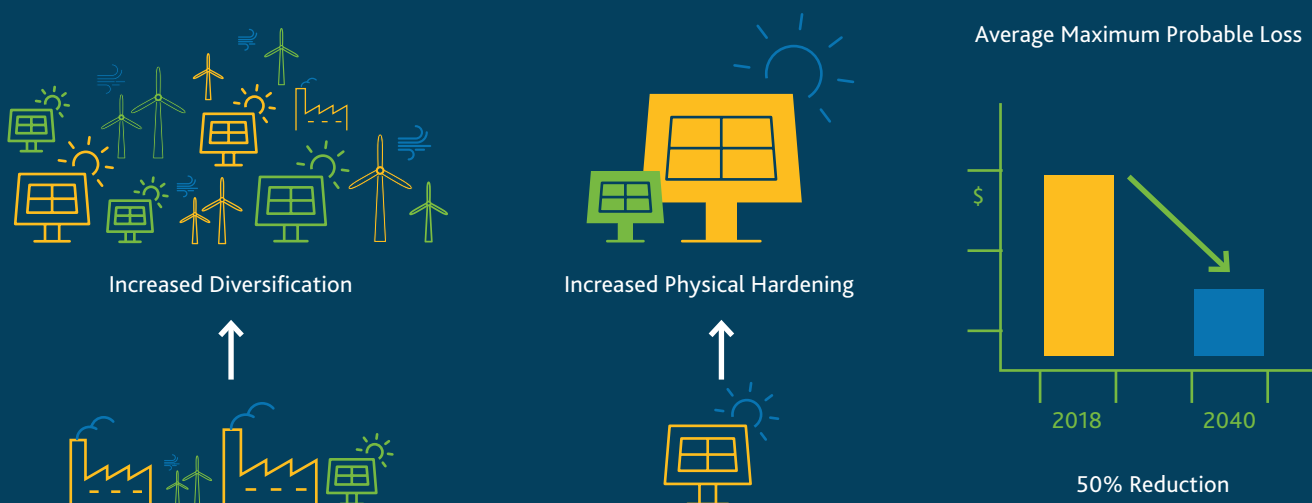 Average Maximum Probable Loss
Increased Diversification
Increased Physical Hardening
$
2018
2040
50% Reduction